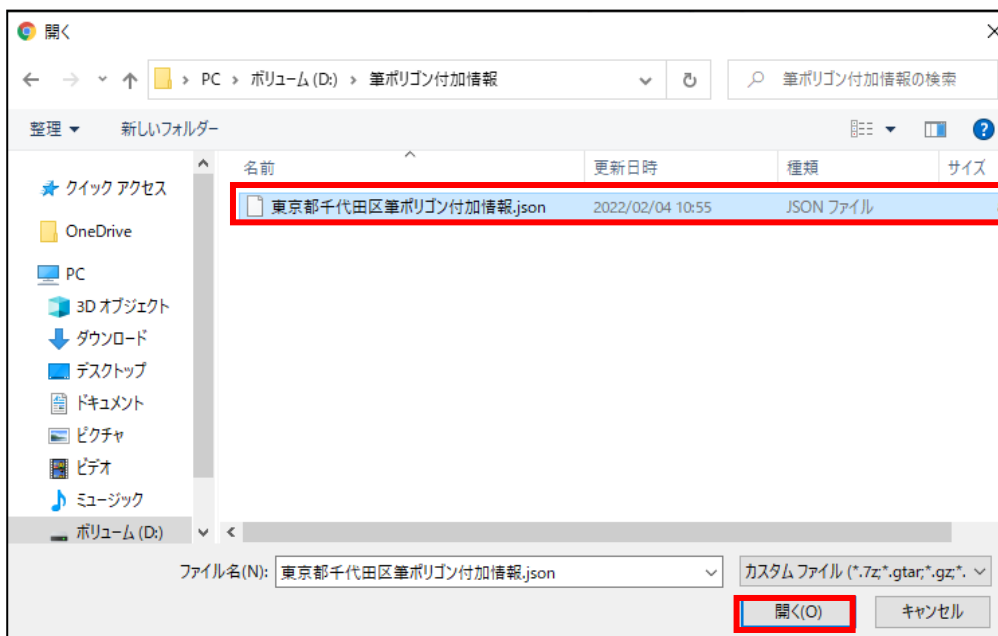 開く
PC › ボリューム (D:) › 筆ポリゴン付加情報
筆ポリゴン付加情報の検索
整理 新しいフォルダー
?
名前 更新日時 種類 サイズ
東京都千代田区筆ポリゴン付加情報.json 2022/02/04 10:55 JSON ファイル
クイック アクセス
OneDrive
PC
3D オブジェクト
ダウンロード
デスクトップ
ドキュメント
ピクチャ
ビデオ
ミュージック
ボリューム (D:)
ファイル名(N): 東京都千代田区筆ポリゴン付加情報.json カスタム ファイル (*.7z;*.gtar;*.gz;*.
開く(O) キャンセル